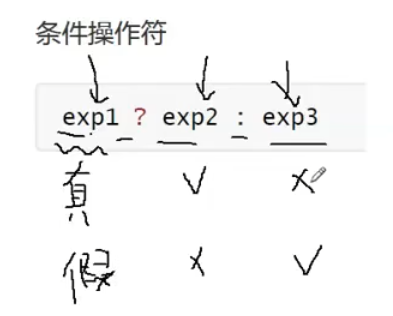 条件操作符
exp1 ? exp2 : exp3
真 √ ×
假 × √